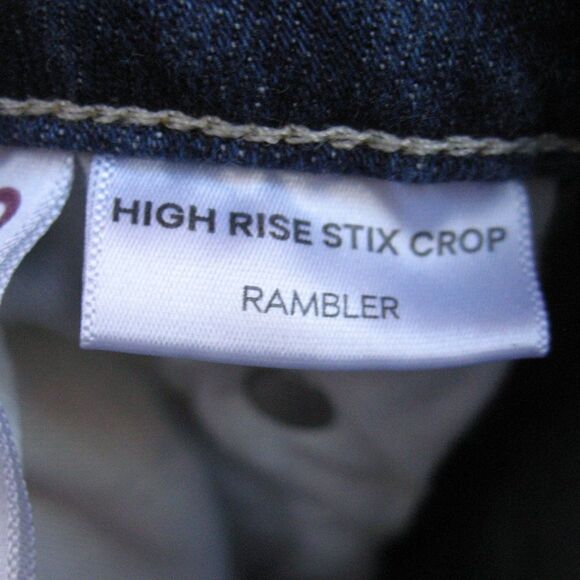 HIGH RISE STIX CROP
RAMBLER